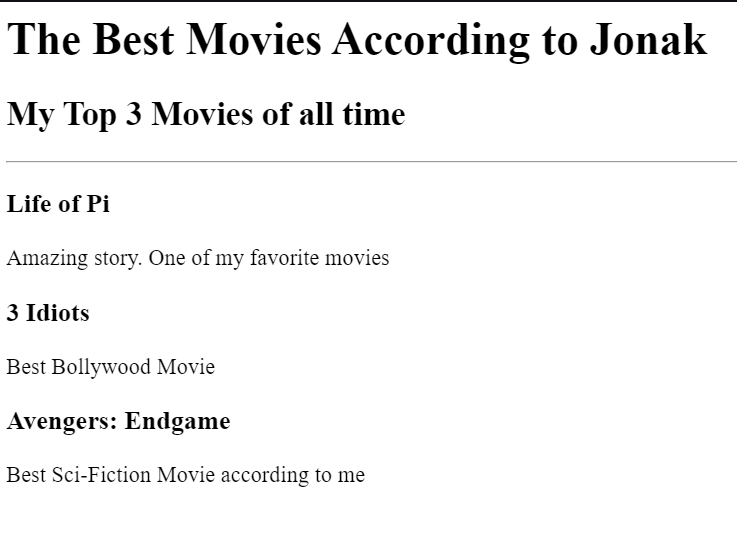 The Best Movies According to Jonak
My Top 3 Movies of all time
Life of Pi
Amazing story. One of my favorite movies
3 Idiots
Best Bollywood Movie
Avengers: Endgame
Best Sci-Fiction Movie according to me